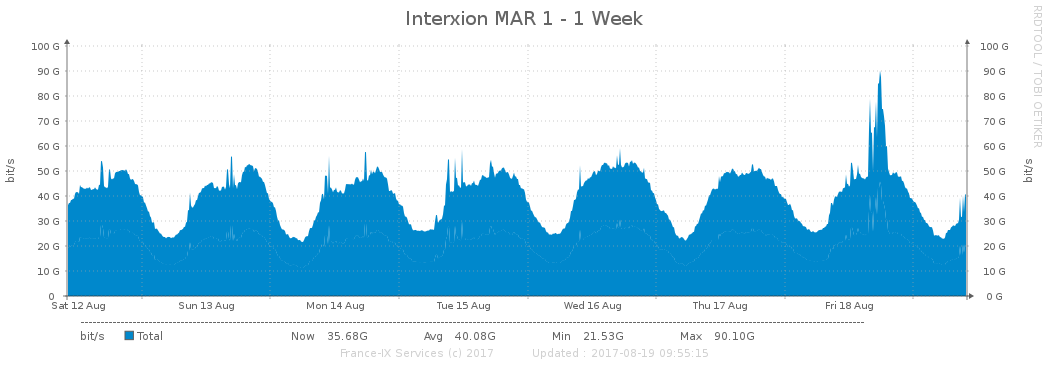 Interxion MAR 1 - 1 Week
RRDTOOL / TOBI OETIKER
bit/s
bit/s
100 G 100 G
90 G 90 G
80 G 80 G
70 G 70 G
60 G 60 G
50 G 50 G
40 G 40 G
30 G 30 G
20 G 20 G
10 G 10 G
0 0 G
Sat 12 Aug Sun 13 Aug Mon 14 Aug Tue 15 Aug Wed 16 Aug Thu 17 Aug Fri 18 Aug
bit/s Total Now 35.68G Avg 40.08G Min 21.53G Max 90.10G
France-IX Services (c) 2017 Updated : 2017-08-19 09:55:15